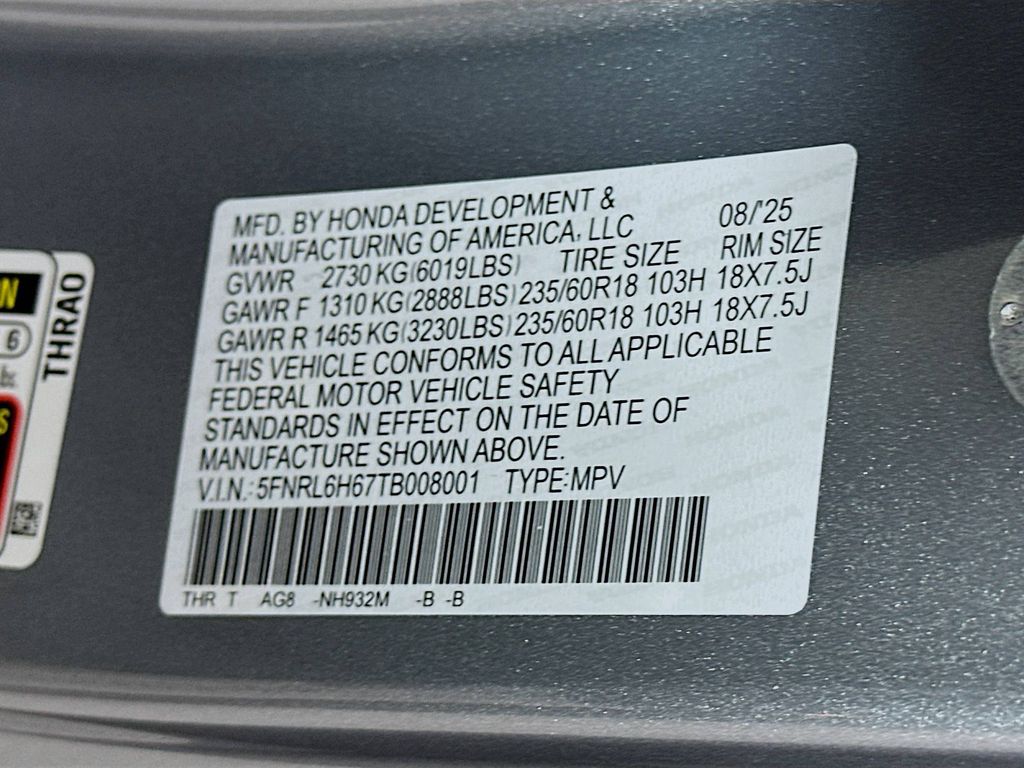 MFD. BY HONDA DEVELOPMENT &
MANUFACTURING OF AMERICA, LLC 08/'25
GVWR 2730 KG(6019LBS) TIRE SIZE RIM SIZE
GAWR F 1310 KG(2888LBS) 235/60R18 103H 18X7.5J
GAWR R 1465 KG(3230LBS) 235/60R18 103H 18X7.5J
THIS VEHICLE CONFORMS TO ALL APPLICABLE
FEDERAL MOTOR VEHICLE SAFETY
STANDARDS IN EFFECT ON THE DATE OF
MANUFACTURE SHOWN ABOVE.
V.I.N.: 5FNRL6H67TB008001 TYPE:MPV
THR T AG8 -NH932M -B -B
THRA0
6